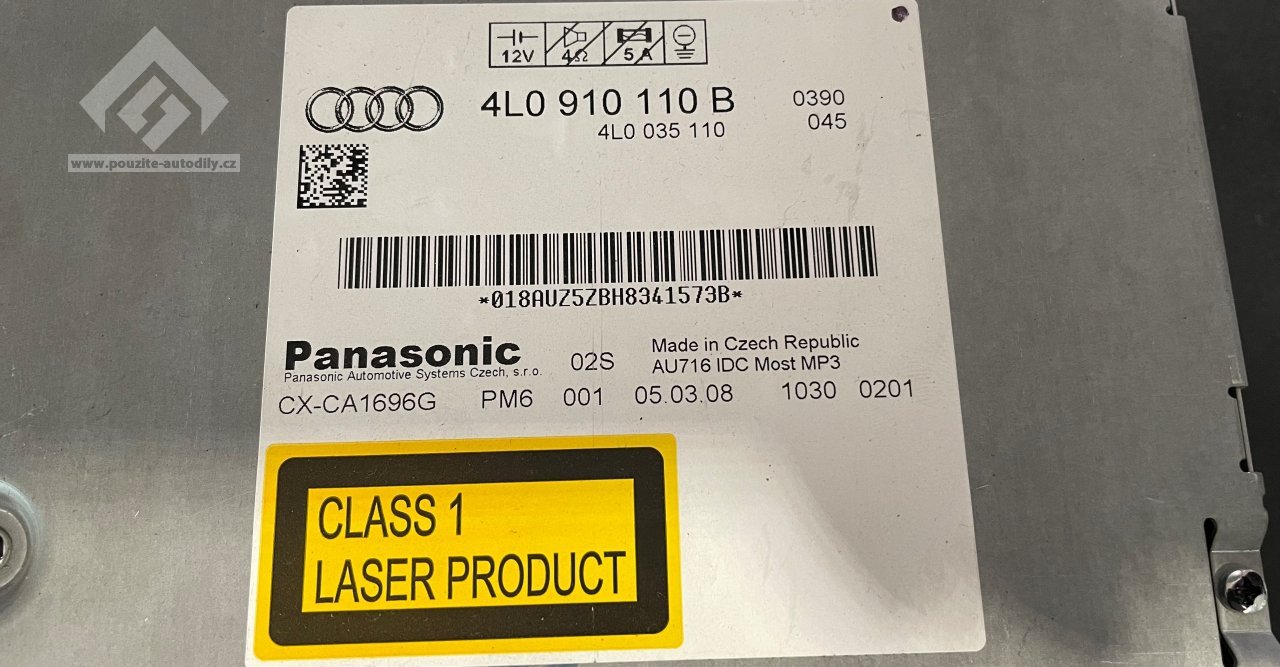 www.pouzite-autodily.cz
12V 4Ω 5A
4L0 910 110 B 0390
4L0 035 110 045
*018AUZ5ZBH8341573B*
Panasonic 02S Made in Czech Republic
Panasonic Automotive Systems Czech, s.r.o. AU716 IDC Most MP3
CX-CA1696G PM6 001 05.03.08 1030 0201
CLASS 1
LASER PRODUCT